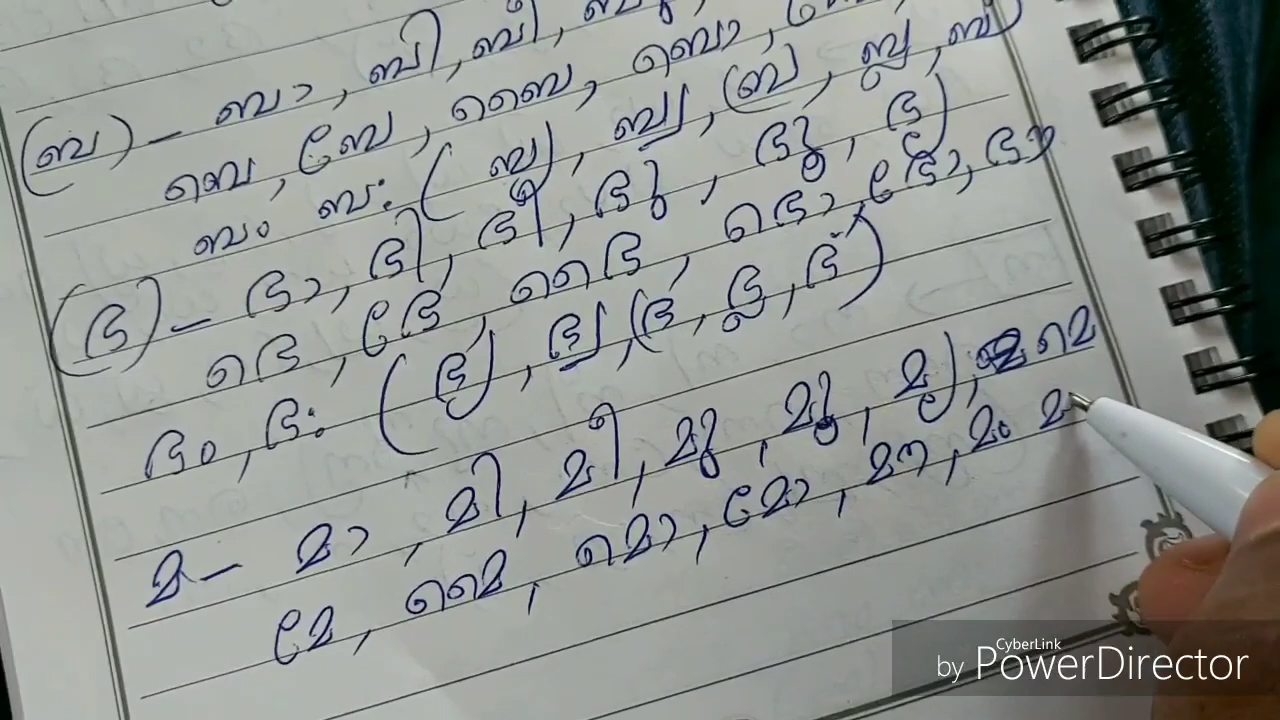 (ബ) – ബാ, ബി, ബീ, ബു,
ബെ, ബേ, ബൈ, ബൊ,
ബം ബഃ (ബൃ), ബ്യ, ബ്ര, ബ്ല, ബ്
(ഭ) – ഭാ, ഭി, ഭീ, ഭു, ഭൂ, ഭൃ
ഭെ, ഭേ, ഭൈ, ഭൊ, ഭോ, ഭൗ
ഭം, ഭഃ (ഭൃ, ഭ്യ, ഭ്ര, ഭ്ല, ഭ്)
മ – മാ, മി, മീ, മു, മൂ, മൃ, മെ
മേ, മൈ, മൊ, മോ, മൗ, മം മ
CyberLink
by PowerDirector